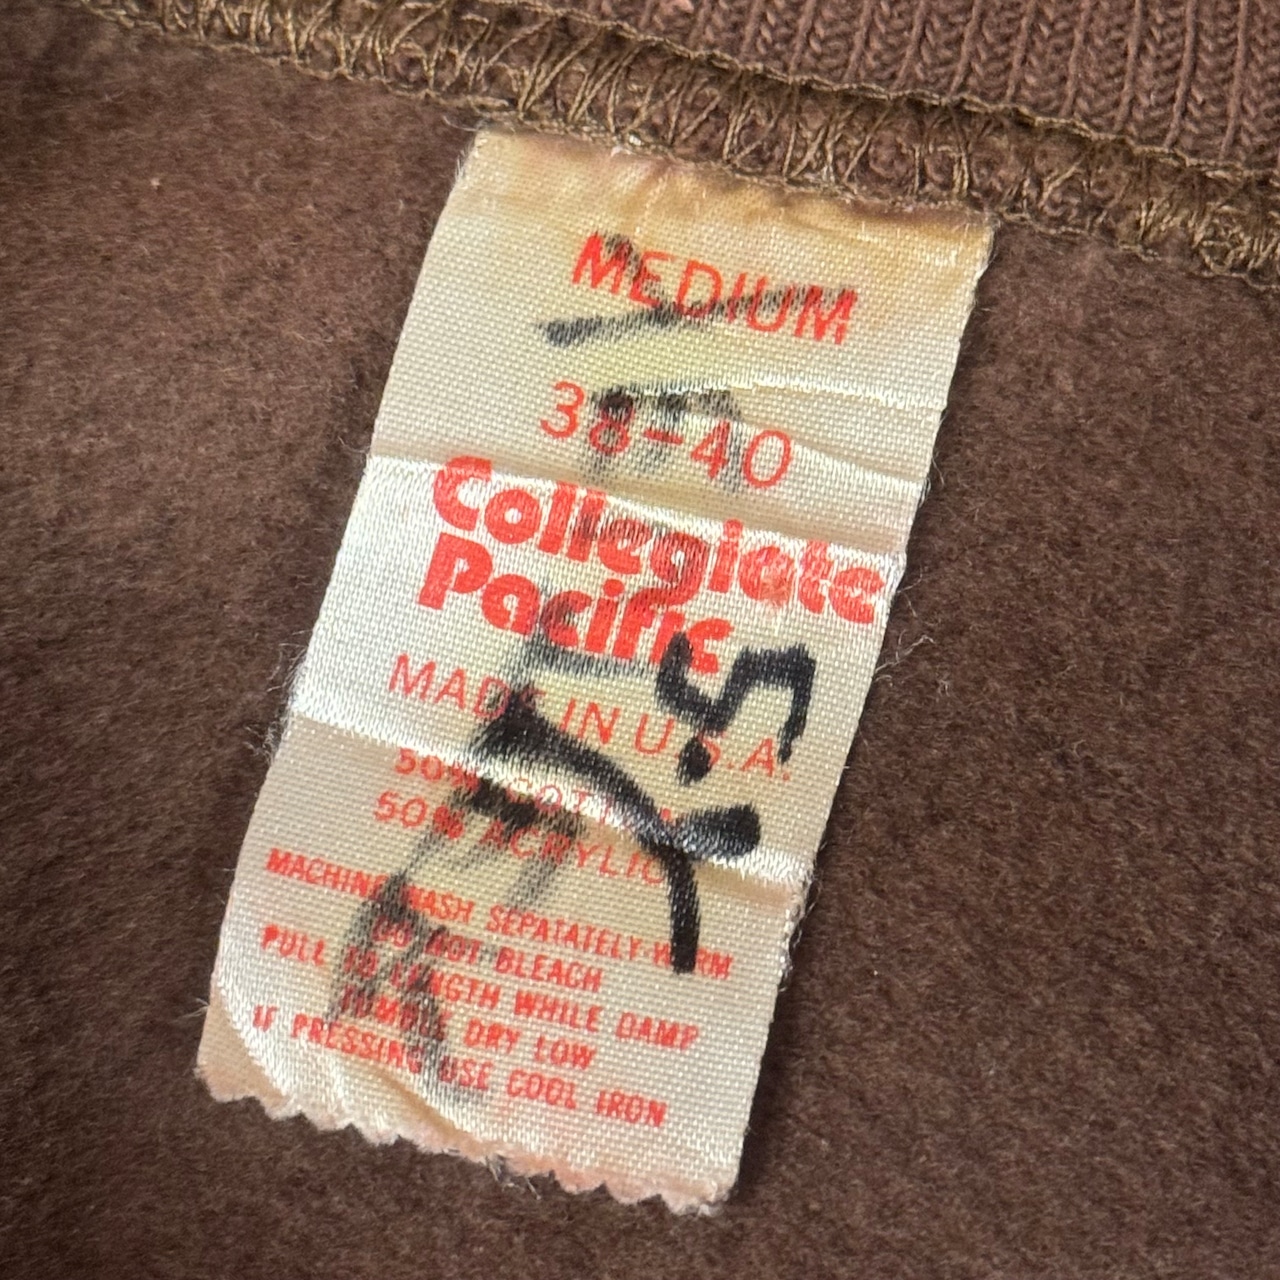 MEDIUM
38-40
Collegiate
Pacific
MADE IN U.S.A.
50% COTTON
50% ACRYLIC
MACHINE WASH SEPATATELY-WARM
DO NOT BLEACH
PULL TO LENGTH WHILE DAMP
TUMBLE DRY LOW
IF PRESSING USE COOL IRON